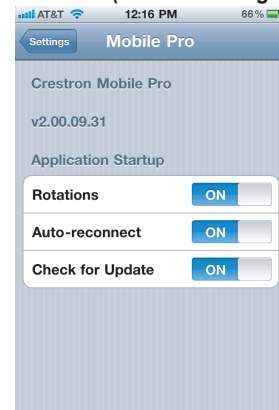 AT&T 12:16 PM 66%
Settings Mobile Pro
Crestron Mobile Pro
v2.00.09.31
Application Startup
Rotations ON
Auto-reconnect ON
Check for Update ON